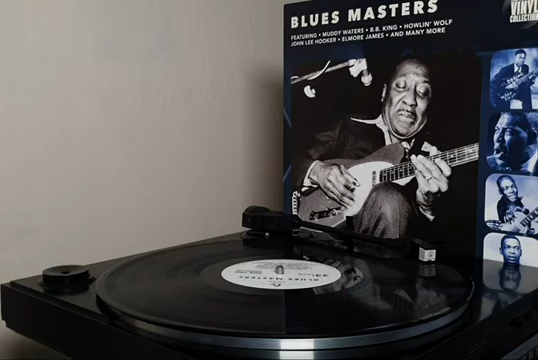 BLUES MASTERS
VINYL
COLLECTION
FEATURING • MUDDY WATERS • B.B. KING • HOWLIN' WOLF
JOHN LEE HOOKER • ELMORE JAMES • AND MANY MORE
BLUES MASTERS